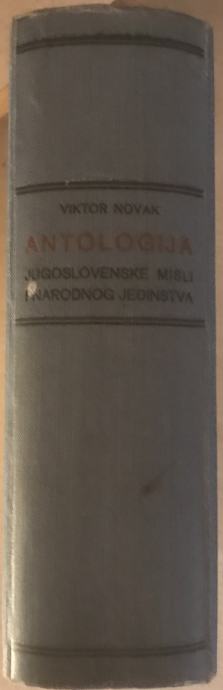 VIKTOR NOVAK
ANTOLOGIJA
JUGOSLOVENSKE MISLI
I NARODNOG JEDINSTVA